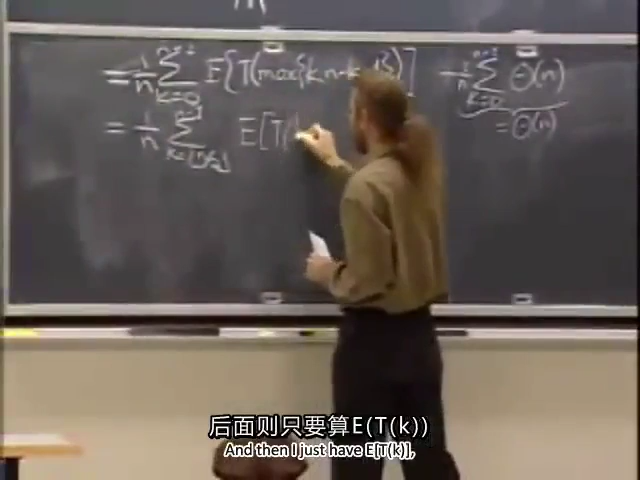 = 1/n Σ_{k=0}^{n-1} E[T(max{k,n-k-1})] + 1/n Σ_{k=0}^{n-1} Θ(n)
= Θ(n)
= 1/n Σ_{k=⌊n/2⌋}^{n-1} E[T(
后面则只要算E(T(k))
And then I just have E[T(k)],